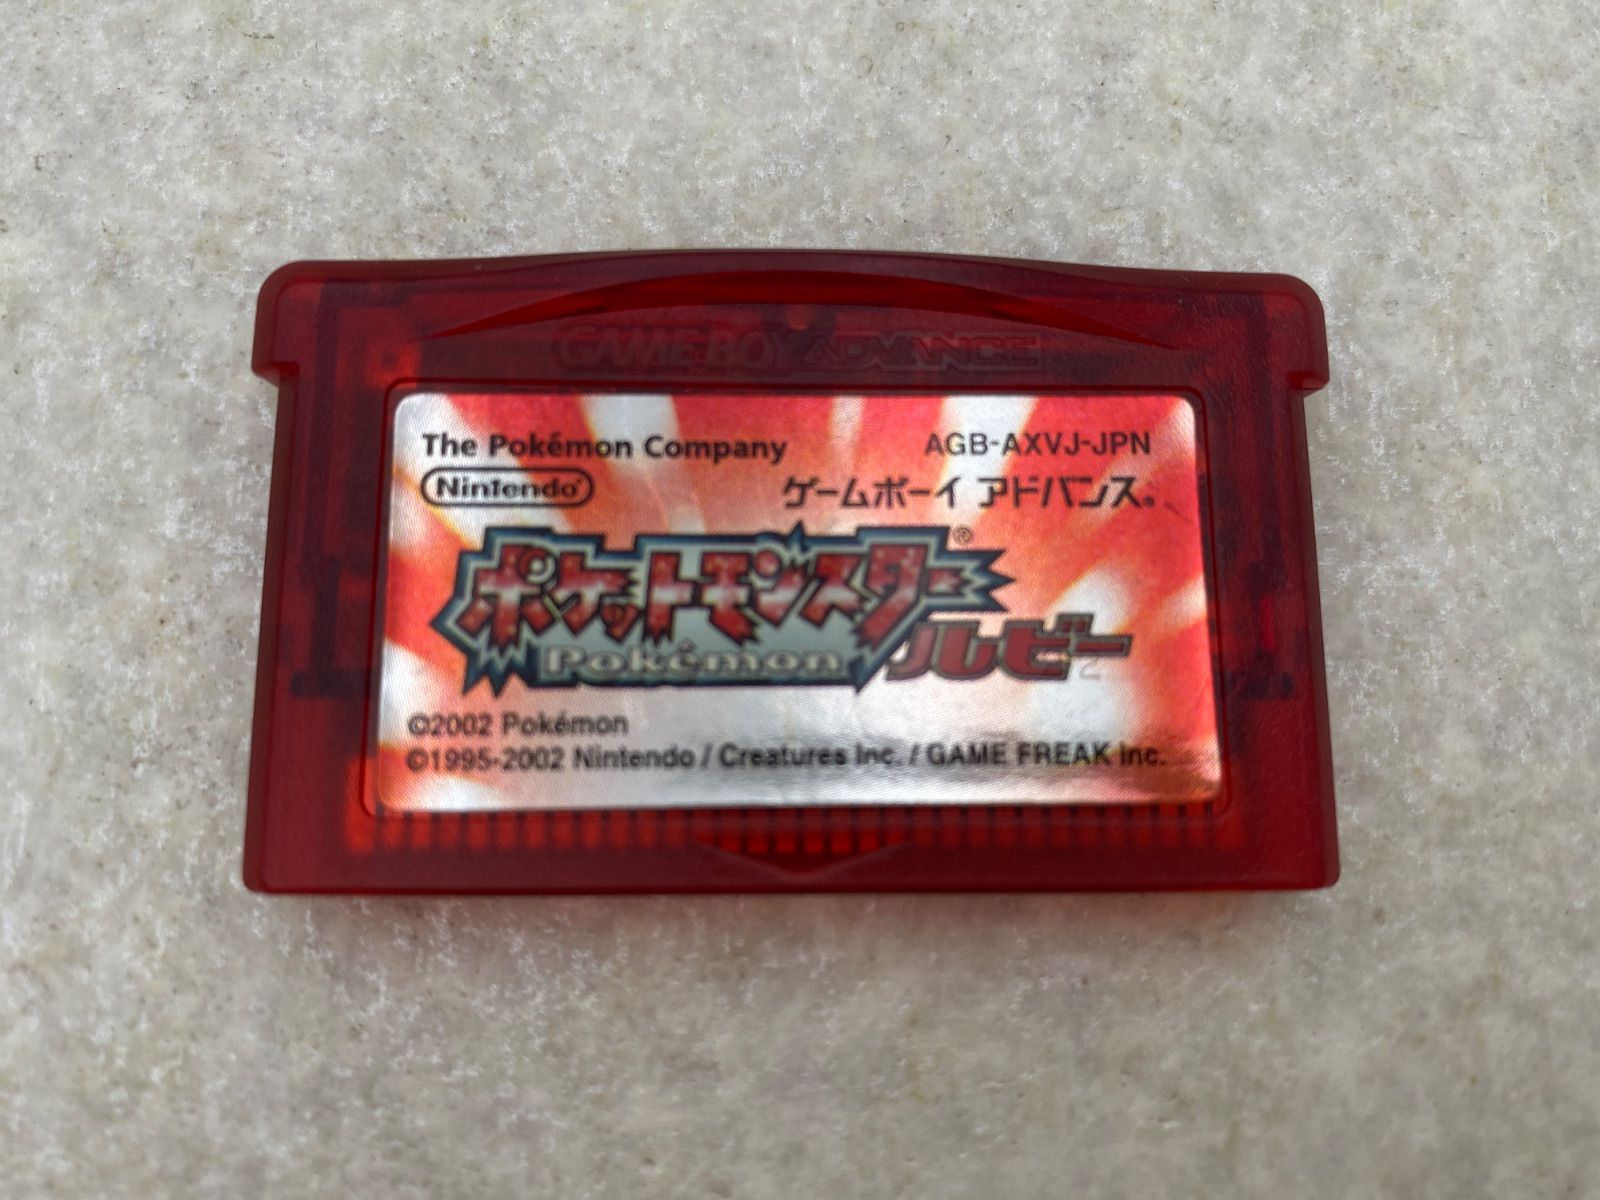 GAME BOY ADVANCE
The Pokémon Company AGB-AXVJ-JPN
Nintendo® ゲームボーイ アドバンス®
ポケットモンスター®
Pokémon ルビー
©2002 Pokémon
©1995-2002 Nintendo / Creatures Inc. / GAME FREAK Inc.